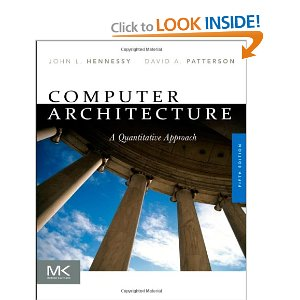 Click to LOOK INSIDE!
JOHN L. HENNESSY DAVID A. PATTERSON
COMPUTER
ARCHITECTURE
A Quantitative Approach
FIFTH EDITION
MK